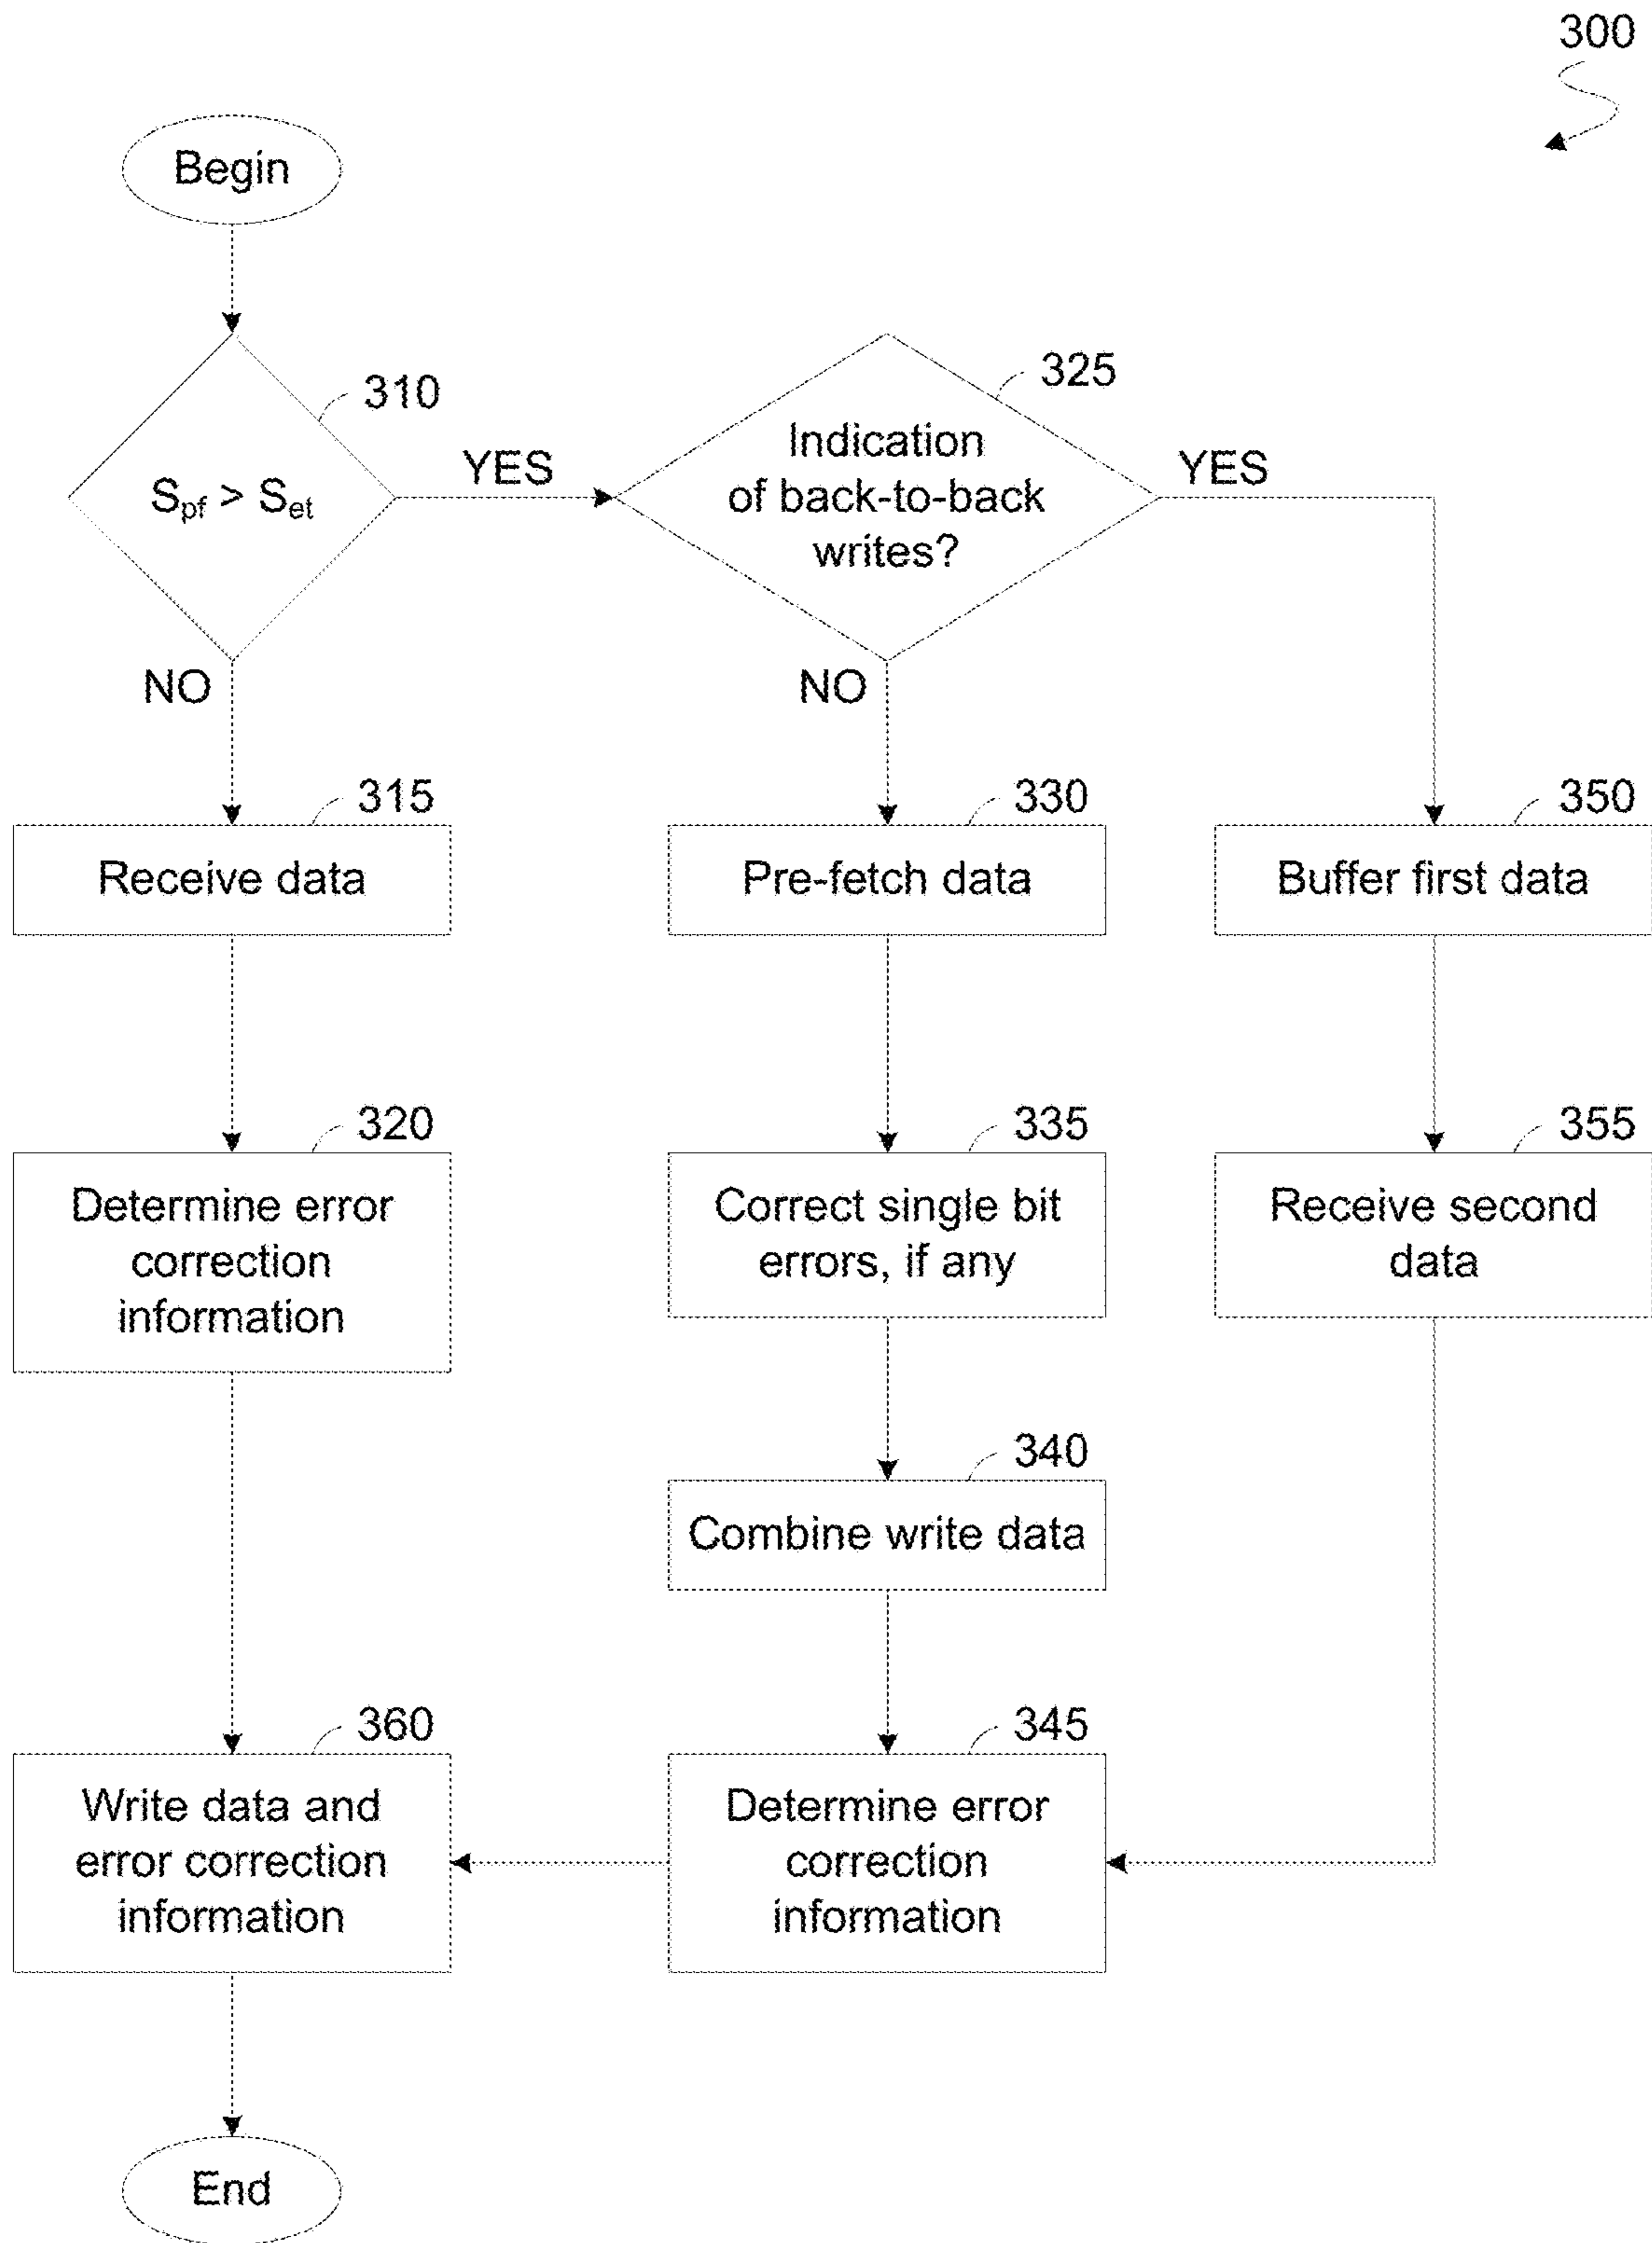 300
Begin
310
S_pf > S_et
YES
NO
325
Indication
of back-to-back
writes?
YES
NO
315
Receive data
330
Pre-fetch data
350
Buffer first data
320
Determine error
correction
information
335
Correct single bit
errors, if any
355
Receive second
data
340
Combine write data
360
Write data and
error correction
information
345
Determine error
correction
information
End